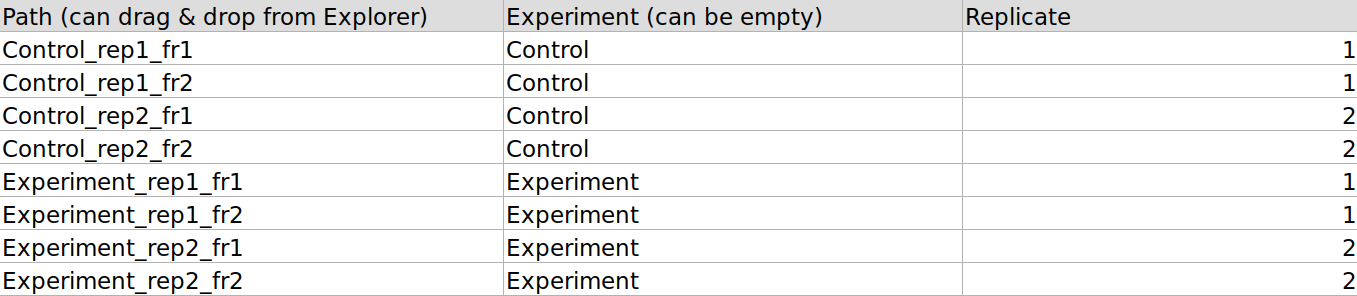 Path (can drag & drop from Explorer) Experiment (can be empty) Replicate
Control_rep1_fr1 Control 1
Control_rep1_fr2 Control 1
Control_rep2_fr1 Control 2
Control_rep2_fr2 Control 2
Experiment_rep1_fr1 Experiment 1
Experiment_rep1_fr2 Experiment 1
Experiment_rep2_fr1 Experiment 2
Experiment_rep2_fr2 Experiment 2